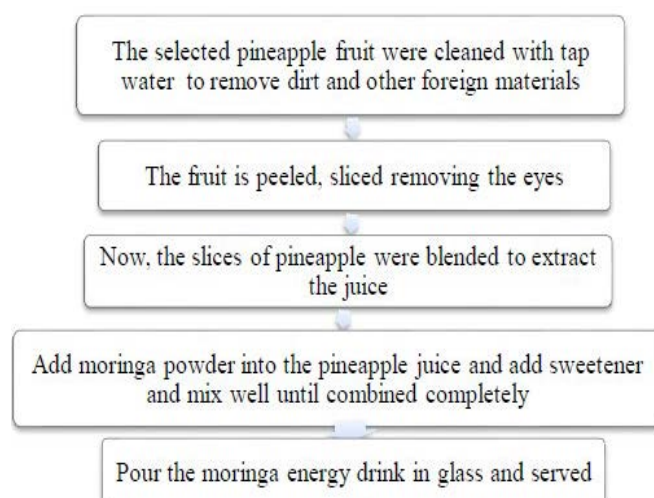 The selected pineapple fruit were cleaned with tap
water to remove dirt and other foreign materials
The fruit is peeled, sliced removing the eyes
Now, the slices of pineapple were blended to extract
the juice
Add moringa powder into the pineapple juice and add sweetener
and mix well until combined completely
Pour the moringa energy drink in glass and served